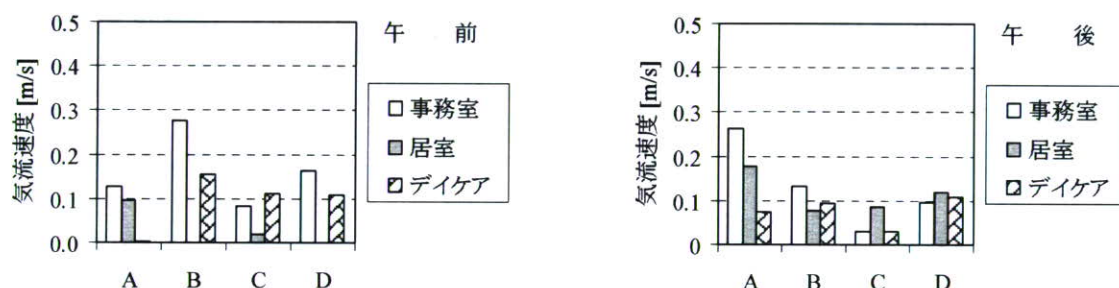 午 前
気流速度 [m/s]
0.5
0.4
0.3
0.2
0.1
0.0
A B C D
事務室
居室
デイケア
午 後
気流速度 [m/s]
0.5
0.4
0.3
0.2
0.1
0
A B C D
事務室
居室
デイケア